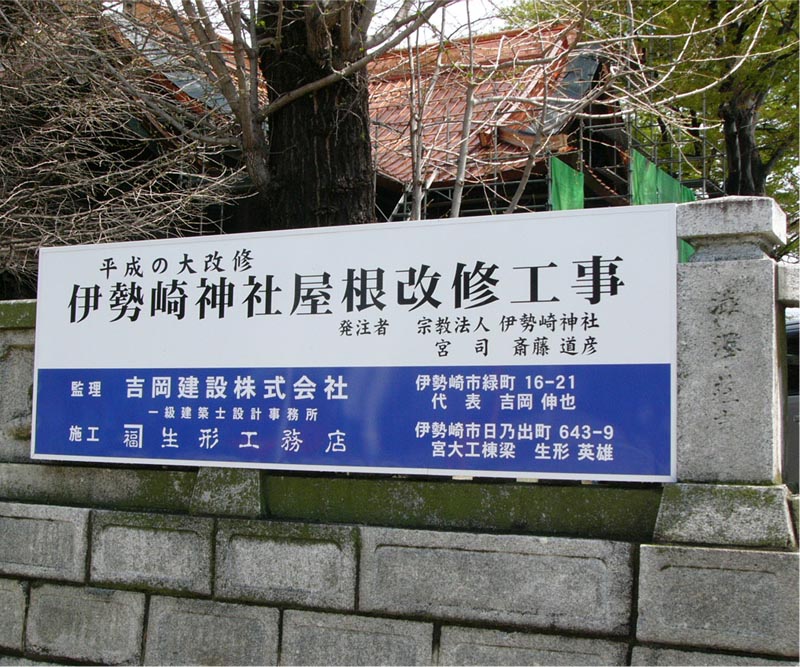 平成の大改修
伊勢崎神社屋根改修工事
発注者 宗教法人 伊勢崎神社
宮司 斎藤 道彦
監理 吉岡建設株式会社
一級建築士設計事務所
伊勢崎市緑町 16-21
代表 吉岡 伸也
施工 福 生形工務店
伊勢崎市日乃出町 643-9
宮大工棟梁 生形 英雄